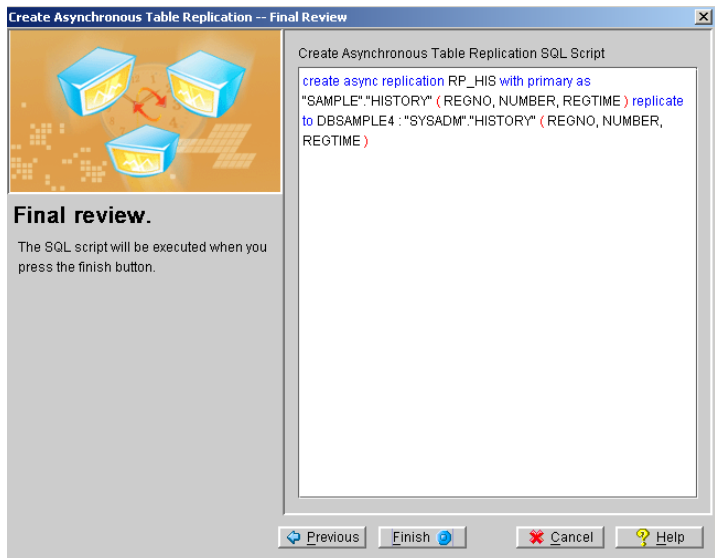 Create Asynchronous Table Replication -- Final Review
Final review.
The SQL script will be executed when you
press the finish button.
Create Asynchronous Table Replication SQL Script
create async replication RP_HIS with primary as
"SAMPLE"."HISTORY" ( REGNO, NUMBER, REGTIME ) replicate
to DBSAMPLE4 : "SYSADM"."HISTORY" ( REGNO, NUMBER,
REGTIME )
Previous
Finish
Cancel
Help